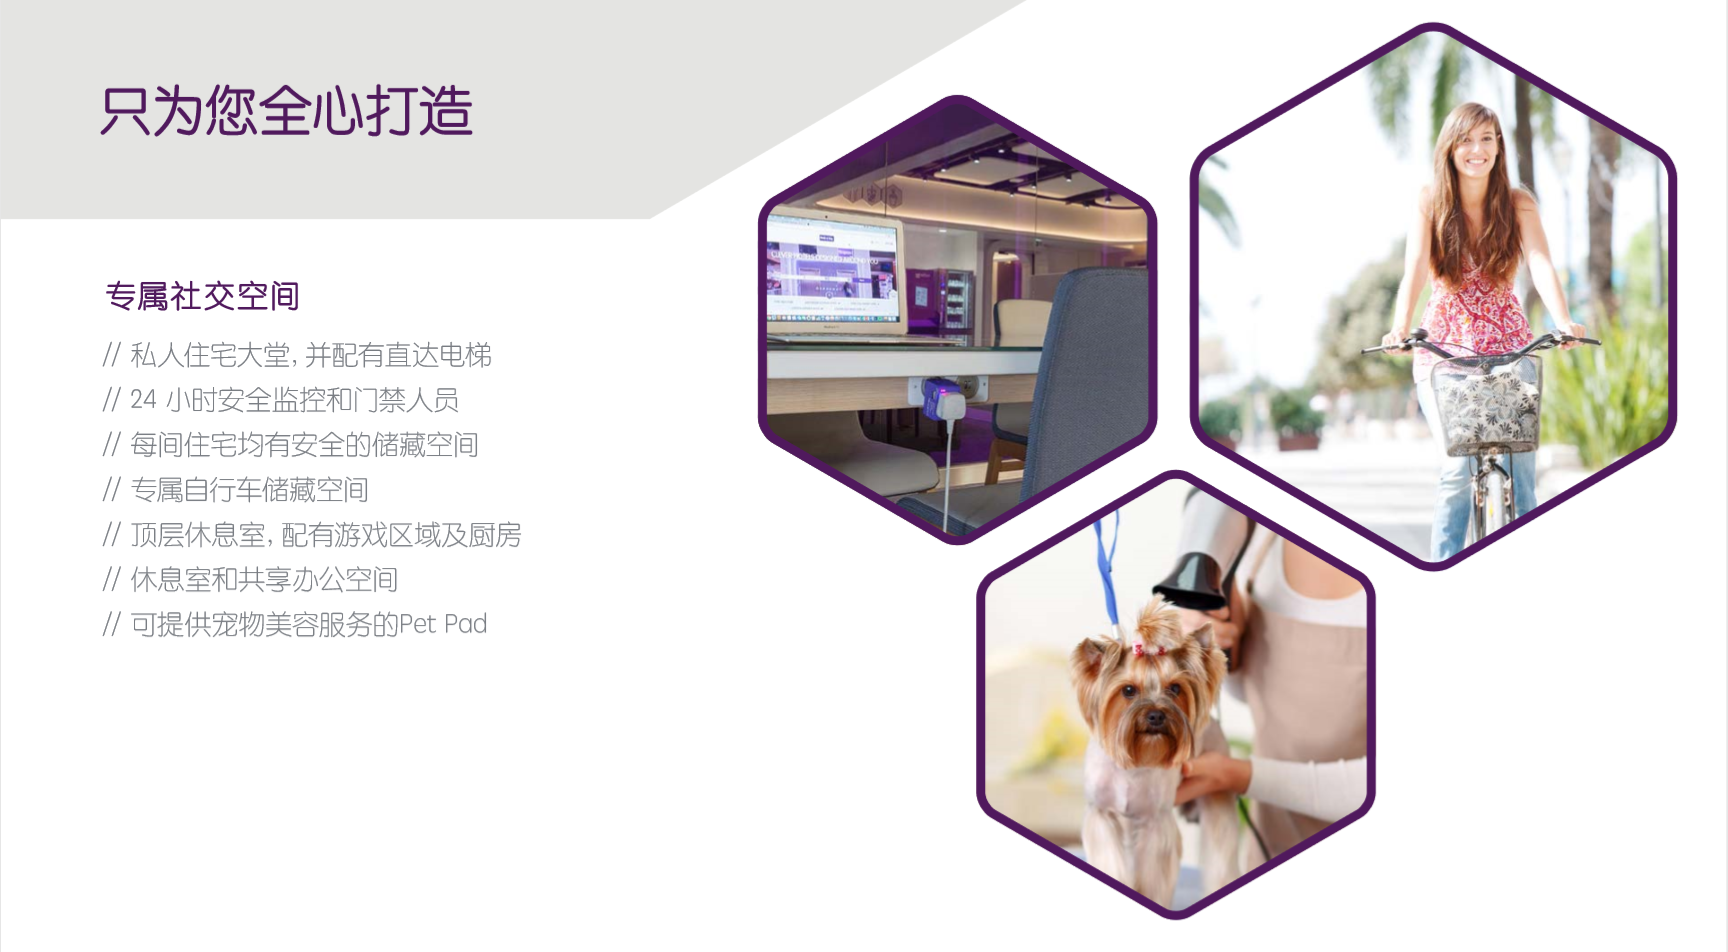 只为您全心打造
专属社交空间
// 私人住宅大堂, 并配有直达电梯
// 24 小时安全监控和门禁人员
// 每间住宅均有安全的储藏空间
// 专属自行车储藏空间
// 顶层休息室, 配有游戏区域及厨房
// 休息室和共享办公空间
// 可提供宠物美容服务的Pet Pad